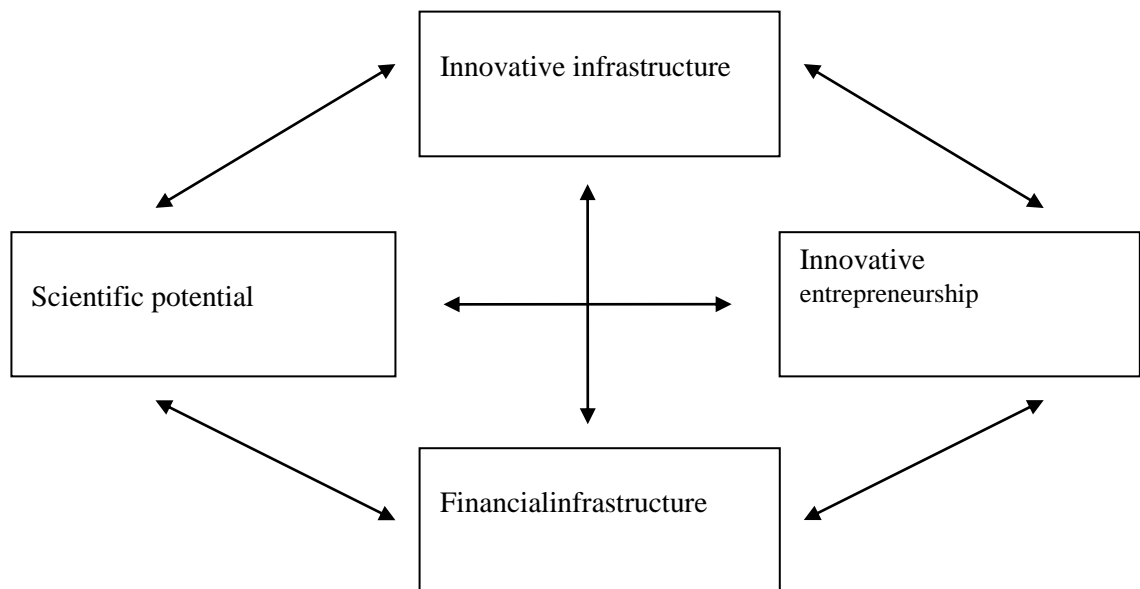 Innovative infrastructure
Scientific potential
Innovative
entrepreneurship
Financialinfrastructure